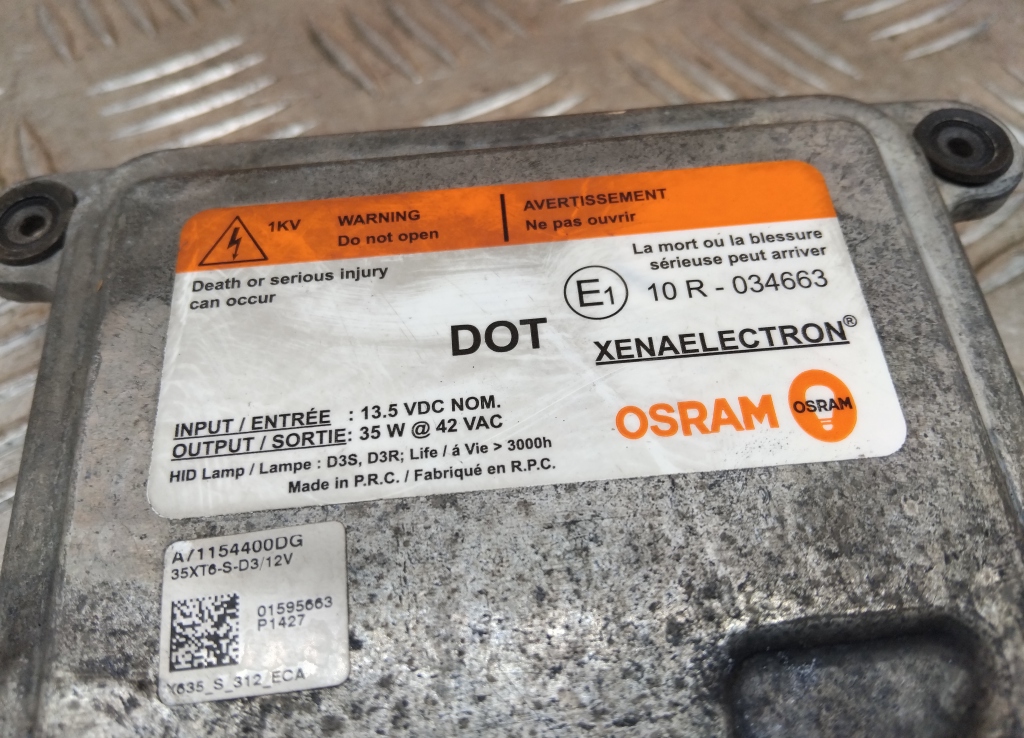 1KV
WARNING
Do not open
AVERTISSEMENT
Ne pas ouvrir
Death or serious injury
can occur
La mort ou la blessure
sérieuse peut arriver
E1
10 R - 034663
DOT
XENAELECTRON®
INPUT / ENTRÉE : 13.5 VDC NOM.
OUTPUT / SORTIE: 35 W @ 42 VAC
HID Lamp / Lampe : D3S, D3R; Life / á Vie > 3000h
Made in P.R.C. / Fabriqué en R.P.C.
OSRAM
OSRAM
A71154400DG
35XT6-S-D3/12V
01595663
P1427
X635_S_312_ECA